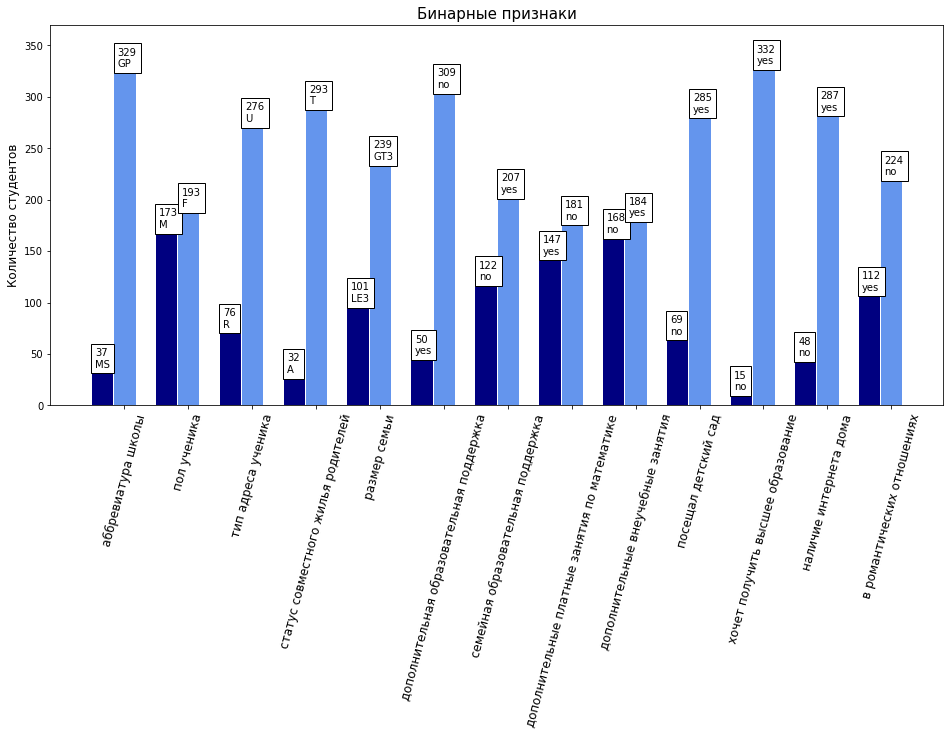 Бинарные признаки
Количество студентов
350
300
250
200
150
100
50
0
37
MS
329
GP
173
M
193
F
76
R
276
U
32
A
293
T
101
LE3
239
GT3
50
yes
309
no
122
no
207
yes
147
yes
181
no
168
no
184
yes
69
no
285
yes
15
no
332
yes
48
no
287
yes
112
yes
224
no
аббревиатура школы
пол ученика
тип адреса ученика
статус совместного жилья родителей
размер семьи
дополнительная образовательная поддержка
семейная образовательная поддержка
дополнительные платные занятия по математике
дополнительные внеучебные занятия
посещал детский сад
хочет получить высшее образование
наличие интернета дома
в романтических отношениях